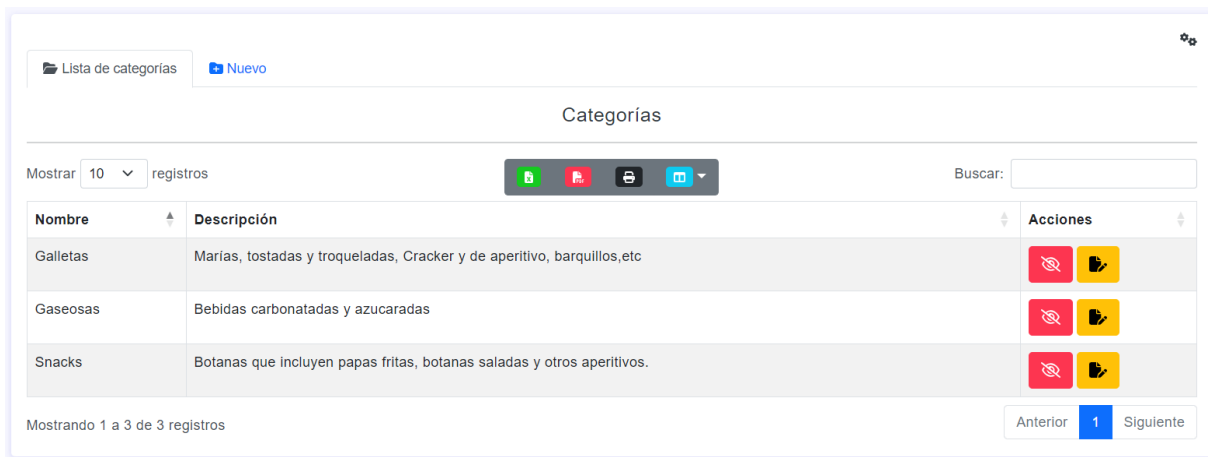 Lista de categorías Nuevo
Categorías
Mostrar 10 registros Buscar:
Nombre Descripción Acciones
Galletas Marías, tostadas y troqueladas, Cracker y de aperitivo, barquillos,etc
Gaseosas Bebidas carbonatadas y azucaradas
Snacks Botanas que incluyen papas fritas, botanas saladas y otros aperitivos.
Mostrando 1 a 3 de 3 registros Anterior 1 Siguiente